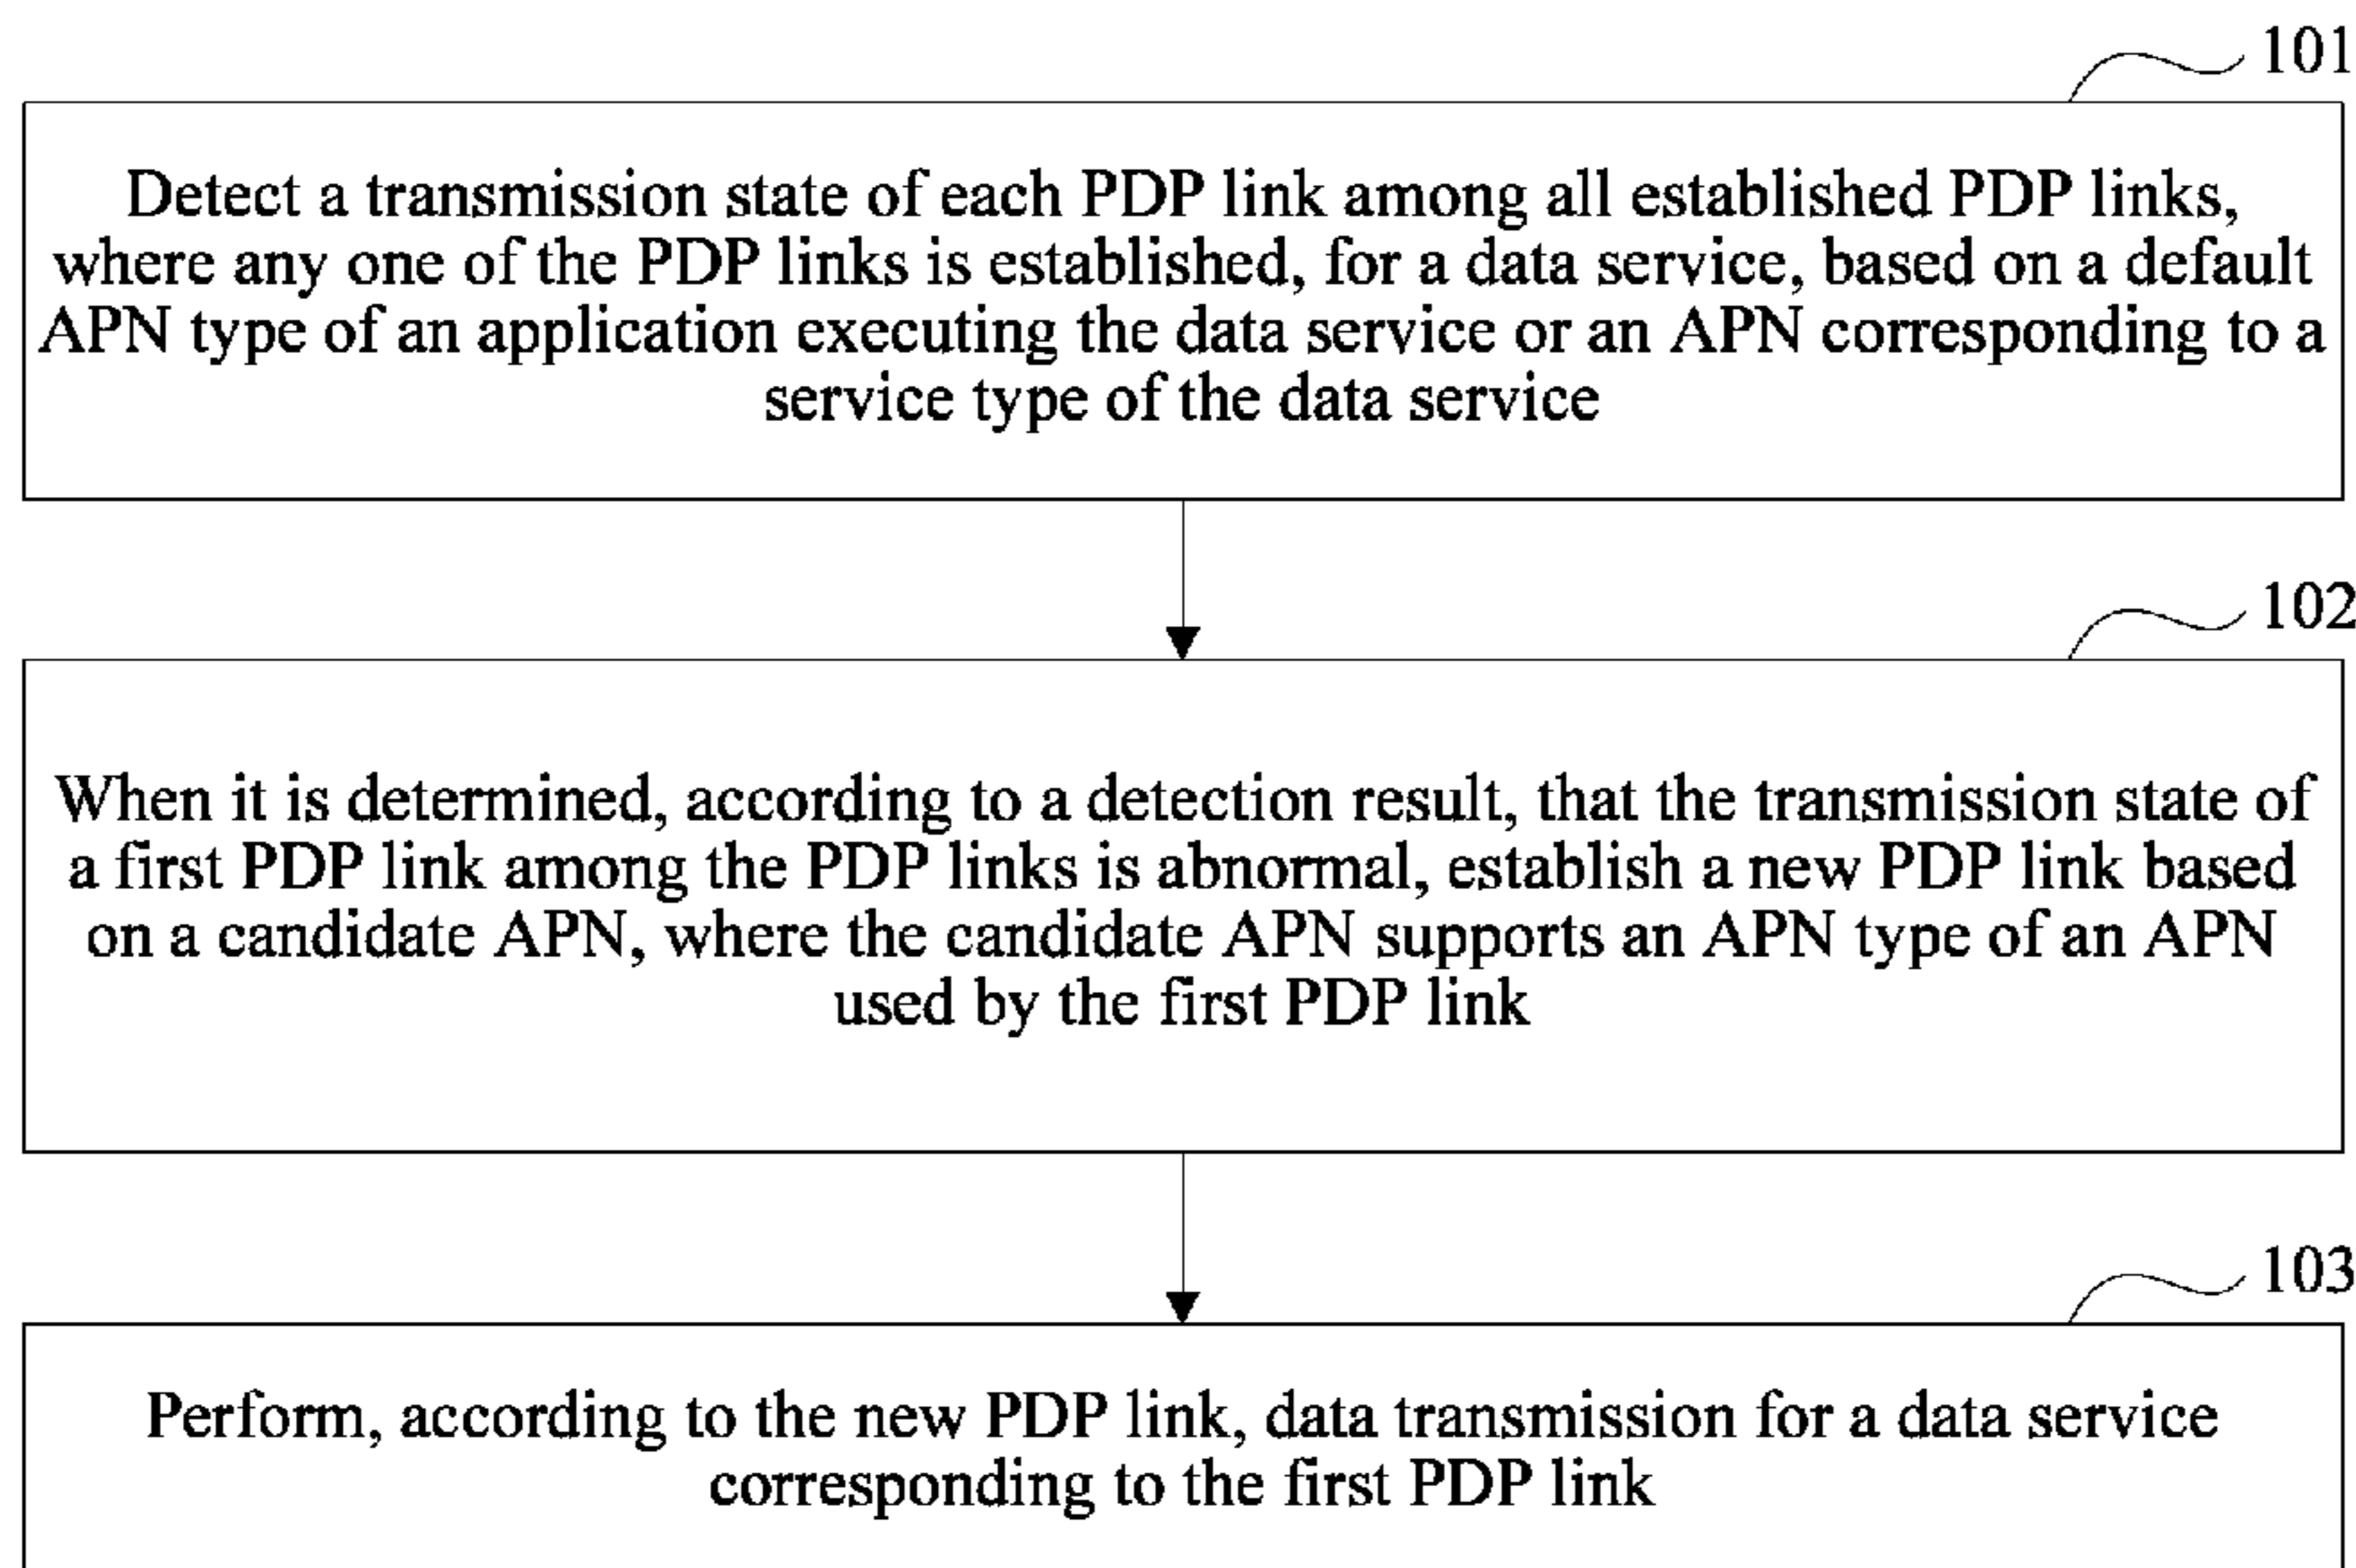 101
Detect a transmission state of each PDP link among all established PDP links,
where any one of the PDP links is established, for a data service, based on a default
APN type of an application executing the data service or an APN corresponding to a
service type of the data service
102
When it is determined, according to a detection result, that the transmission state of
a first PDP link among the PDP links is abnormal, establish a new PDP link based
on a candidate APN, where the candidate APN supports an APN type of an APN
used by the first PDP link
103
Perform, according to the new PDP link, data transmission for a data service
corresponding to the first PDP link